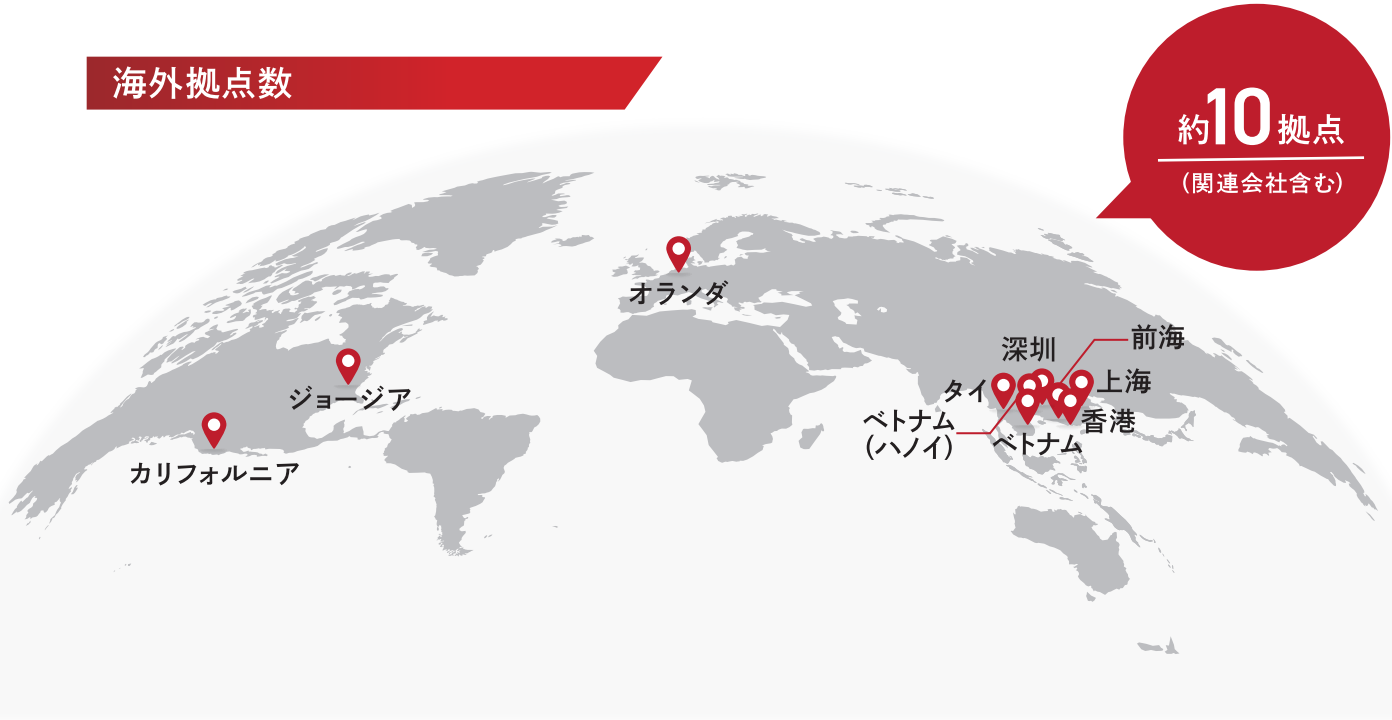 海外拠点数
約10拠点
（関連会社含む）
オランダ
ジョージア
カリフォルニア
深圳
前海
タイ
上海
ベトナム
（ハノイ）
香港
ベトナム